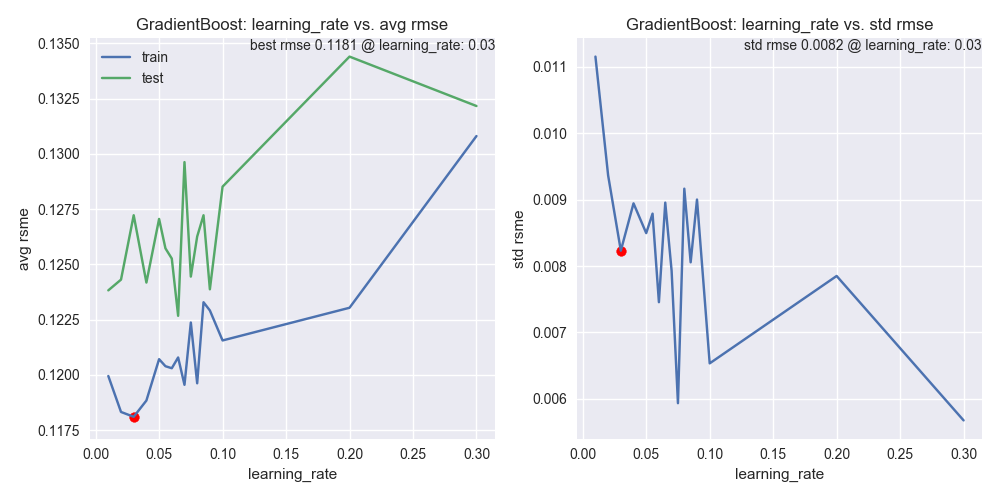 GradientBoost: learning_rate vs. avg rmse
best rmse 0.1181 @ learning_rate: 0.03
train
test
0.1350
0.1325
0.1300
0.1275
0.1250
0.1225
0.1200
0.1175
avg rsme
0.00 0.05 0.10 0.15 0.20 0.25 0.30
learning_rate
GradientBoost: learning_rate vs. std rmse
std rmse 0.0082 @ learning_rate: 0.03
0.011
0.010
0.009
0.008
0.007
0.006
std rsme
0.00 0.05 0.10 0.15 0.20 0.25 0.30
learning_rate